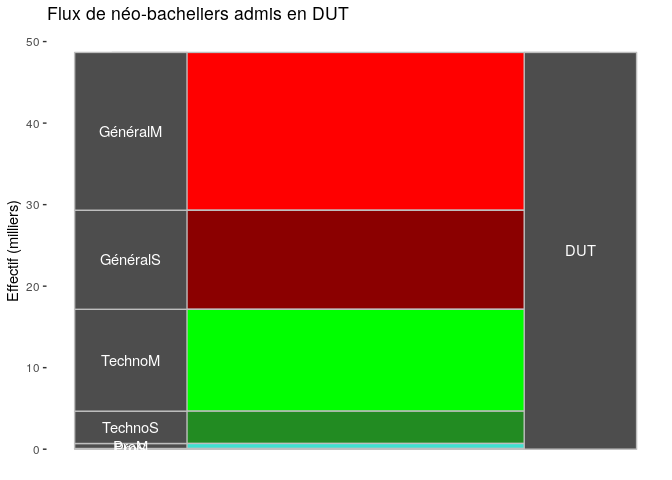 Flux de néo-bacheliers admis en DUT
50
40
30
20
10
0
Effectif (milliers)
GénéralM
GénéralS
TechnoM
TechnoS
DUT